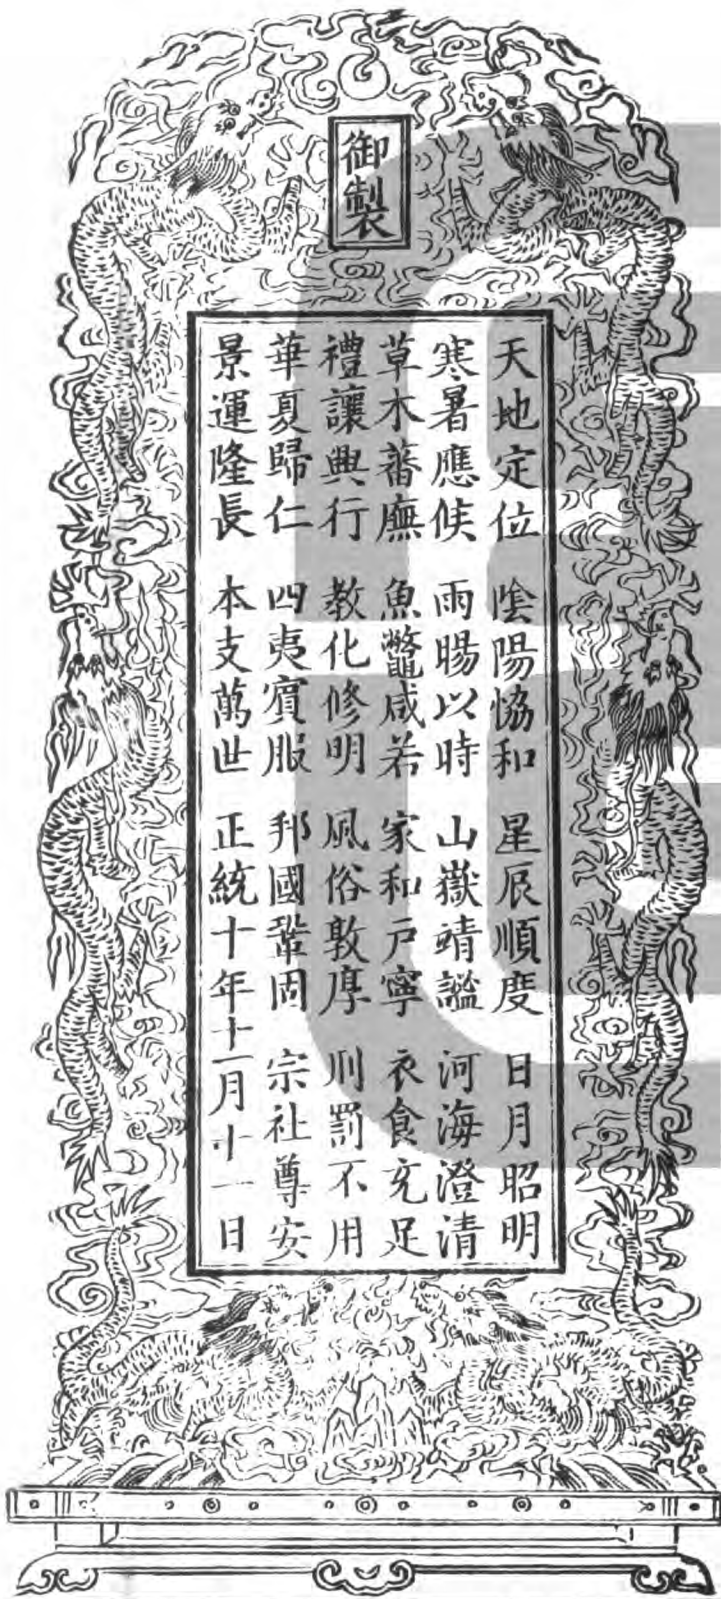 御製
天地定位 陰陽恊和 星辰順度 日月昭明
寒暑應候 雨暘以時 山嶽靖謐 河海澄清
草木蕃廡 魚鼈咸若 家和戶寧 衣食充足
禮讓興行 教化修明 風俗敦厚 刑罰不用
華夏歸仁 四夷賓服 邦國鞏固 宗社尊安
景運隆長 本支萬世 正統十年十一月十一日